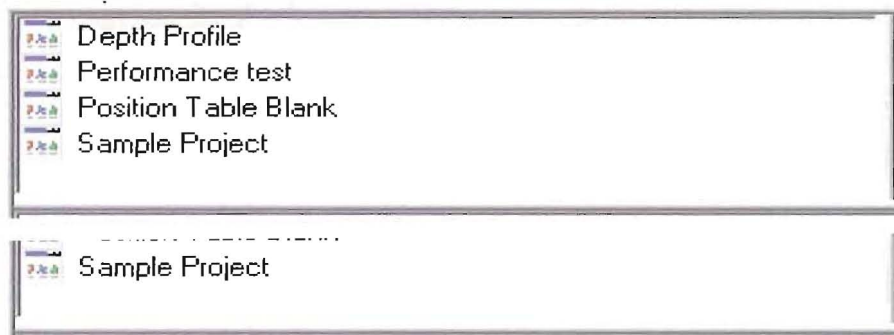 Depth Profile
Performance test
Position Table Blank
Sample Project
Sample Project